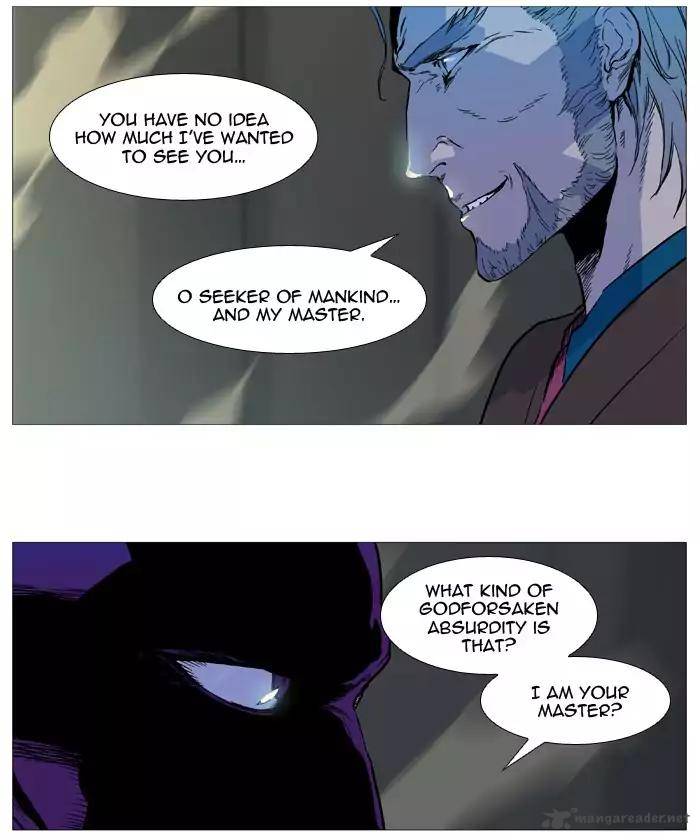 YOU HAVE NO IDEA
HOW MUCH I'VE WANTED
TO SEE YOU...
O SEEKER OF MANKIND...
AND MY MASTER.
WHAT KIND OF
GODFORSAKEN
ABSURDITY IS
THAT?
I AM YOUR
MASTER?
mangareader.net